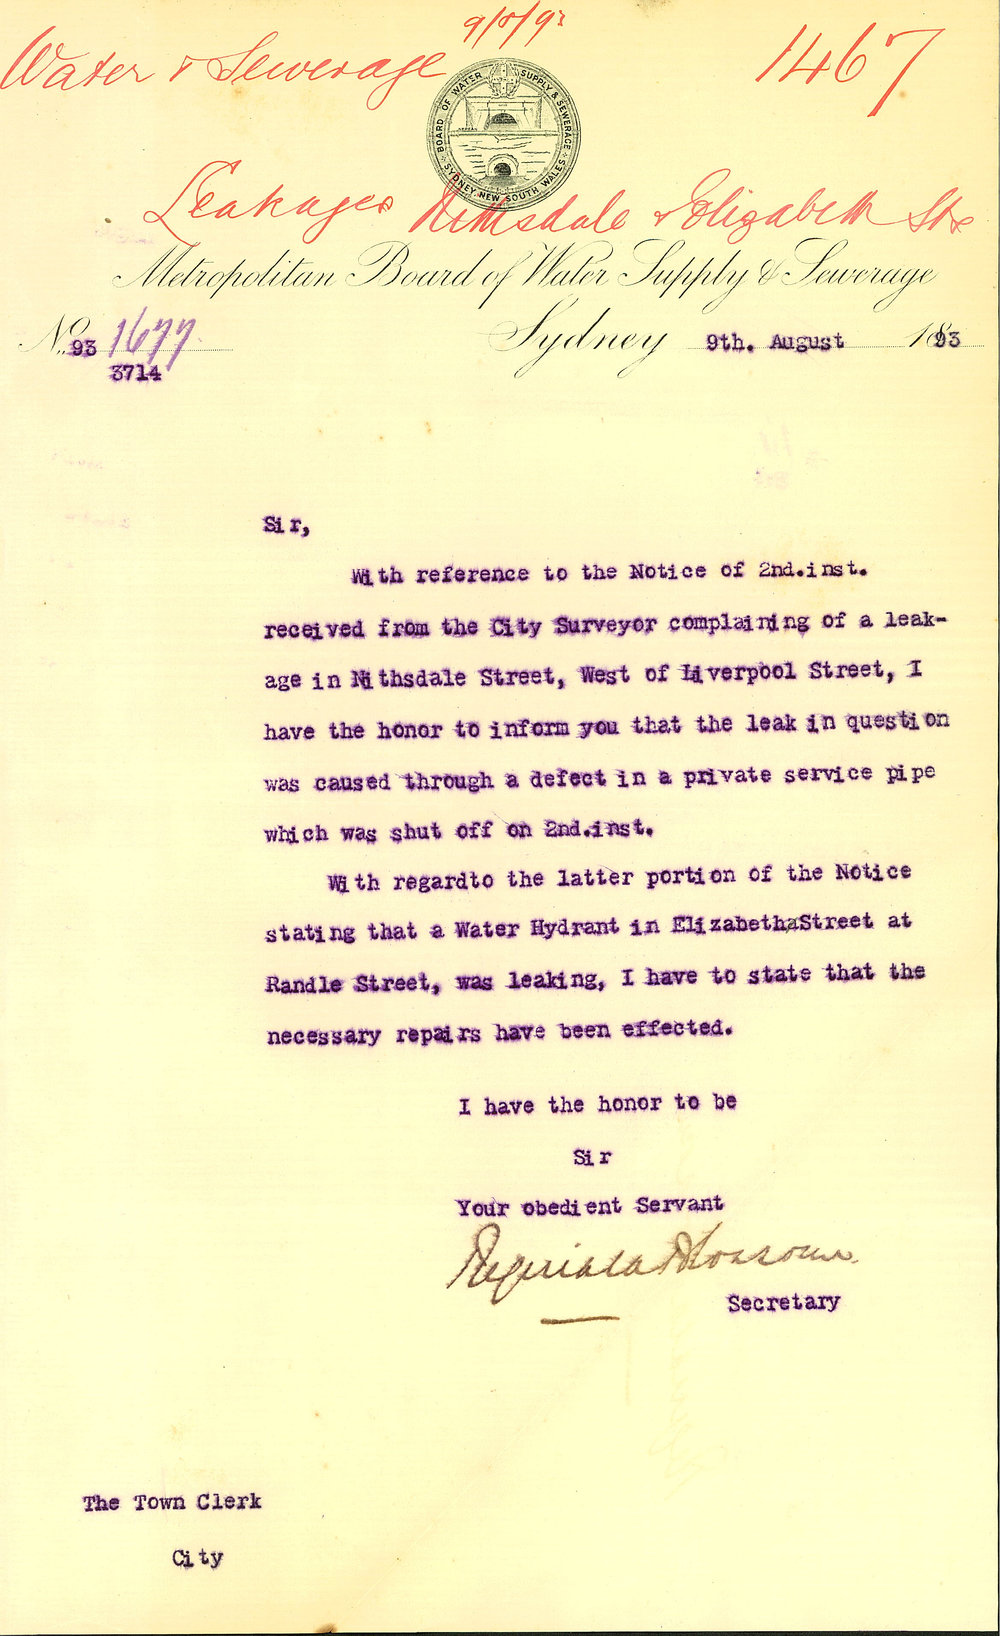 9/8/93
Water & Sewerage
1467
BOARD OF WATER SUPPLY & SEWERAGE
SYDNEY, NEW SOUTH WALES
Leakages Nithsdale & Elizabeth Sts
Metropolitan Board of Water Supply & Sewerage
No. 93 1677
3714
Sydney 9th. August 1893
Sir,
With reference to the Notice of 2nd.inst.
received from the City Surveyor complaining of a leak-
age in Nithsdale Street, West of Liverpool Street, I
have the honor to inform you that the leak in question
was caused through a defect in a private service pipe
which was shut off on 2nd.inst.
With regardto the latter portion of the Notice
stating that a Water Hydrant in Elizabeth Street at
Randle Street, was leaking, I have to state that the
necessary repairs have been effected.
I have the honor to be
Sir
Your obedient Servant
Secretary
The Town Clerk
City